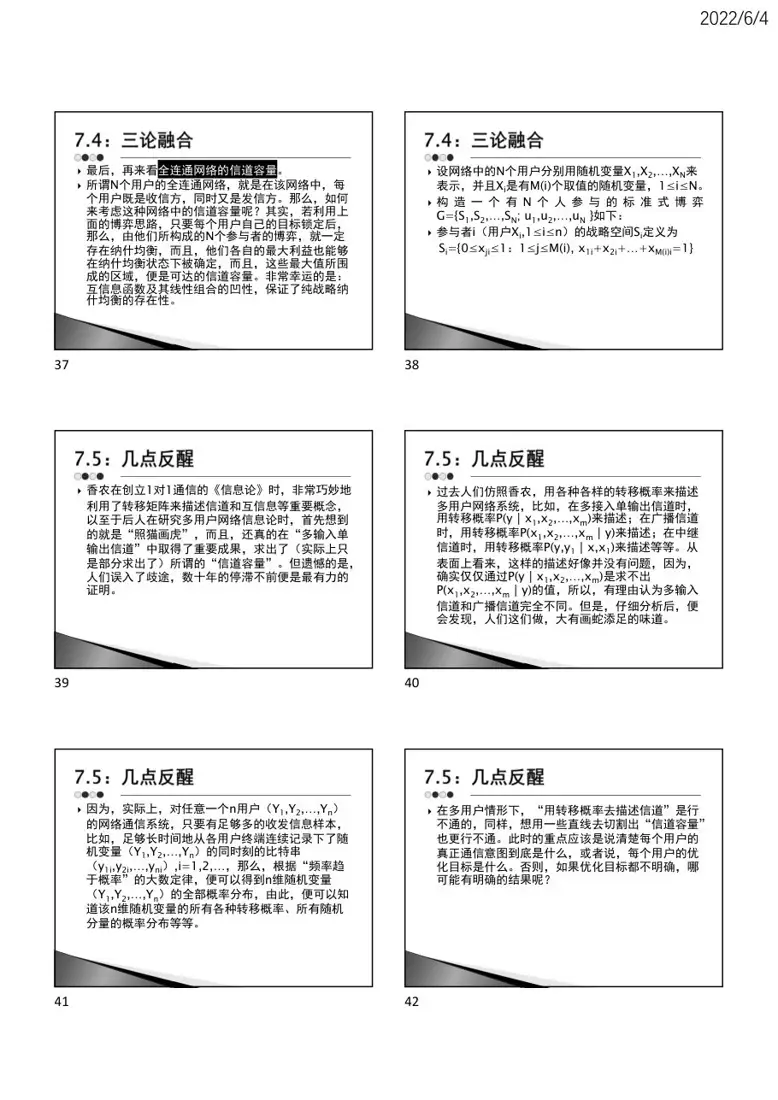 2022/6/4
7.4：三论融合
最后，再来看全连通网络的信道容量。
所谓N个用户的全连通网络，就是在该网络中，每
个用户既是收信方，同时又是发信方。那么，如何
来考虑这种网络中的信道容量呢？其实，若利用上
面的博弈思路，只要每个用户自己的目标锁定后，
那么，由他们所构成的N个参与者的博弈，就一定
存在纳什均衡，而且，他们各自的最大利益也能够
在纳什均衡状态下被确定，而且，这些最大值所围
成的区域，便是可达的信道容量。非常幸运的是：
互信息函数及其线性组合的凹性，保证了纯战略纳
什均衡的存在性。
37
7.4：三论融合
设网络中的N个用户分别用随机变量X₁,X₂,…,X_N来
表示，并且Xᵢ是有M(i)个取值的随机变量，1≤i≤N。
构造一个有N个人参与的标准式博弈
G={S₁,S₂,…,S_N; u₁,u₂,…,u_N }如下：
参与者i（用户Xᵢ,1≤i≤n）的战略空间Sᵢ定义为
Sᵢ={0≤xⱼᵢ≤1：1≤j≤M(i), x₁ᵢ+x₂ᵢ+…+x_M(i)i=1}
38
7.5：几点反醒
香农在创立1对1通信的《信息论》时，非常巧妙地
利用了转移矩阵来描述信道和互信息等重要概念，
以至于后人在研究多用户网络信息论时，首先想到
的就是“照猫画虎”，而且，还真的在“多输入单
输出信道”中取得了重要成果，求出了（实际上只
是部分求出了）所谓的“信道容量”。但遗憾的是，
人们误入了歧途，数十年的停滞不前便是最有力的
证明。
39
7.5：几点反醒
过去人们仿照香农，用各种各样的转移概率来描述
多用户网络系统，比如，在多接入单输出信道时，
用转移概率P(y｜x₁,x₂,…,xₘ)来描述；在广播信道
时，用转移概率P(x₁,x₂,…,xₘ｜y)来描述；在中继
信道时，用转移概率P(y,y₁｜x,x₁)来描述等等。从
表面上看来，这样的描述好像并没有问题，因为，
确实仅仅通过P(y｜x₁,x₂,…,xₘ)是求不出
P(x₁,x₂,…,xₘ｜y)的值，所以，有理由认为多输入
信道和广播信道完全不同。但是，仔细分析后，便
会发现，人们这们做，大有画蛇添足的味道。
40
7.5：几点反醒
因为，实际上，对任意一个n用户（Y₁,Y₂,…,Yₙ）
的网络通信系统，只要有足够多的收发信息样本，
比如，足够长时间地从各用户终端连续记录下了随
机变量（Y₁,Y₂,…,Yₙ）的同时刻的比特串
（y₁ᵢ,y₂ᵢ,…,yₙᵢ）,i=1,2,…，那么，根据“频率趋
于概率”的大数定律，便可以得到n维随机变量
（Y₁,Y₂,…,Yₙ）的全部概率分布，由此，便可以知
道该n维随机变量的所有各种转移概率、所有随机
分量的概率分布等等。
41
7.5：几点反醒
在多用户情形下，“用转移概率去描述信道”是行
不通的，同样，想用一些直线去切割出“信道容量”
也更行不通。此时的重点应该是说清楚每个用户的
真正通信意图到底是什么，或者说，每个用户的优
化目标是什么。否则，如果优化目标都不明确，哪
可能有明确的结果呢？
42